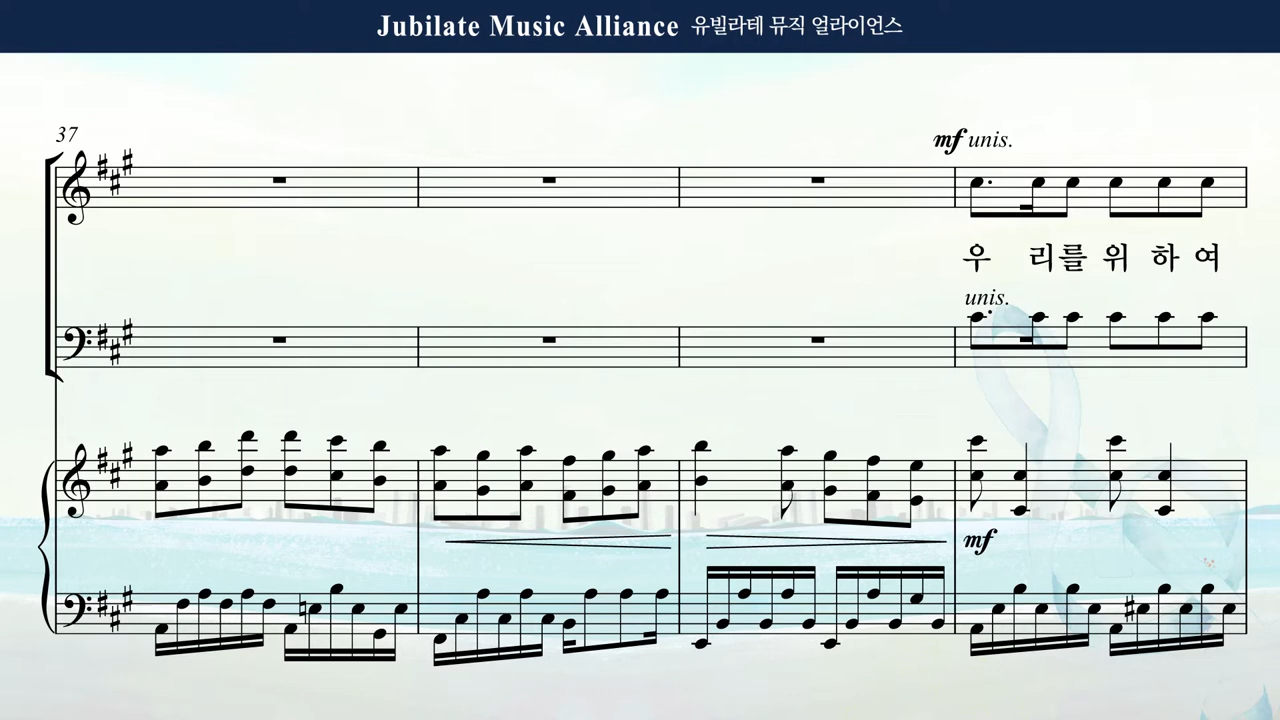 Jubilate Music Alliance 유빌라테 뮤직 얼라이언스
37
mf unis.
우 리를 위 하 여
unis.
mf